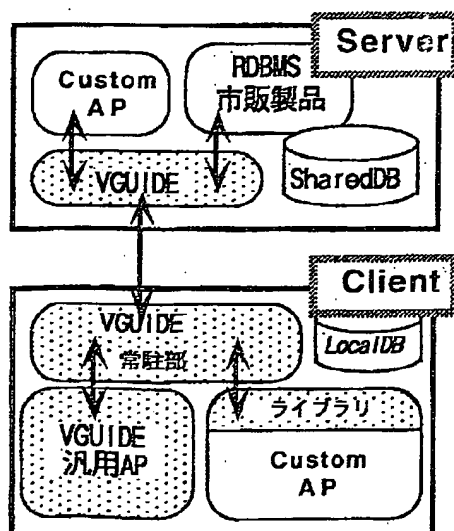 Server
Custom
AP
RDBMS
市販製品
VGUIDE
SharedDB
Client
VGUIDE
常駐部
LocalDB
VGUIDE
汎用AP
ライブラリ
Custom
AP